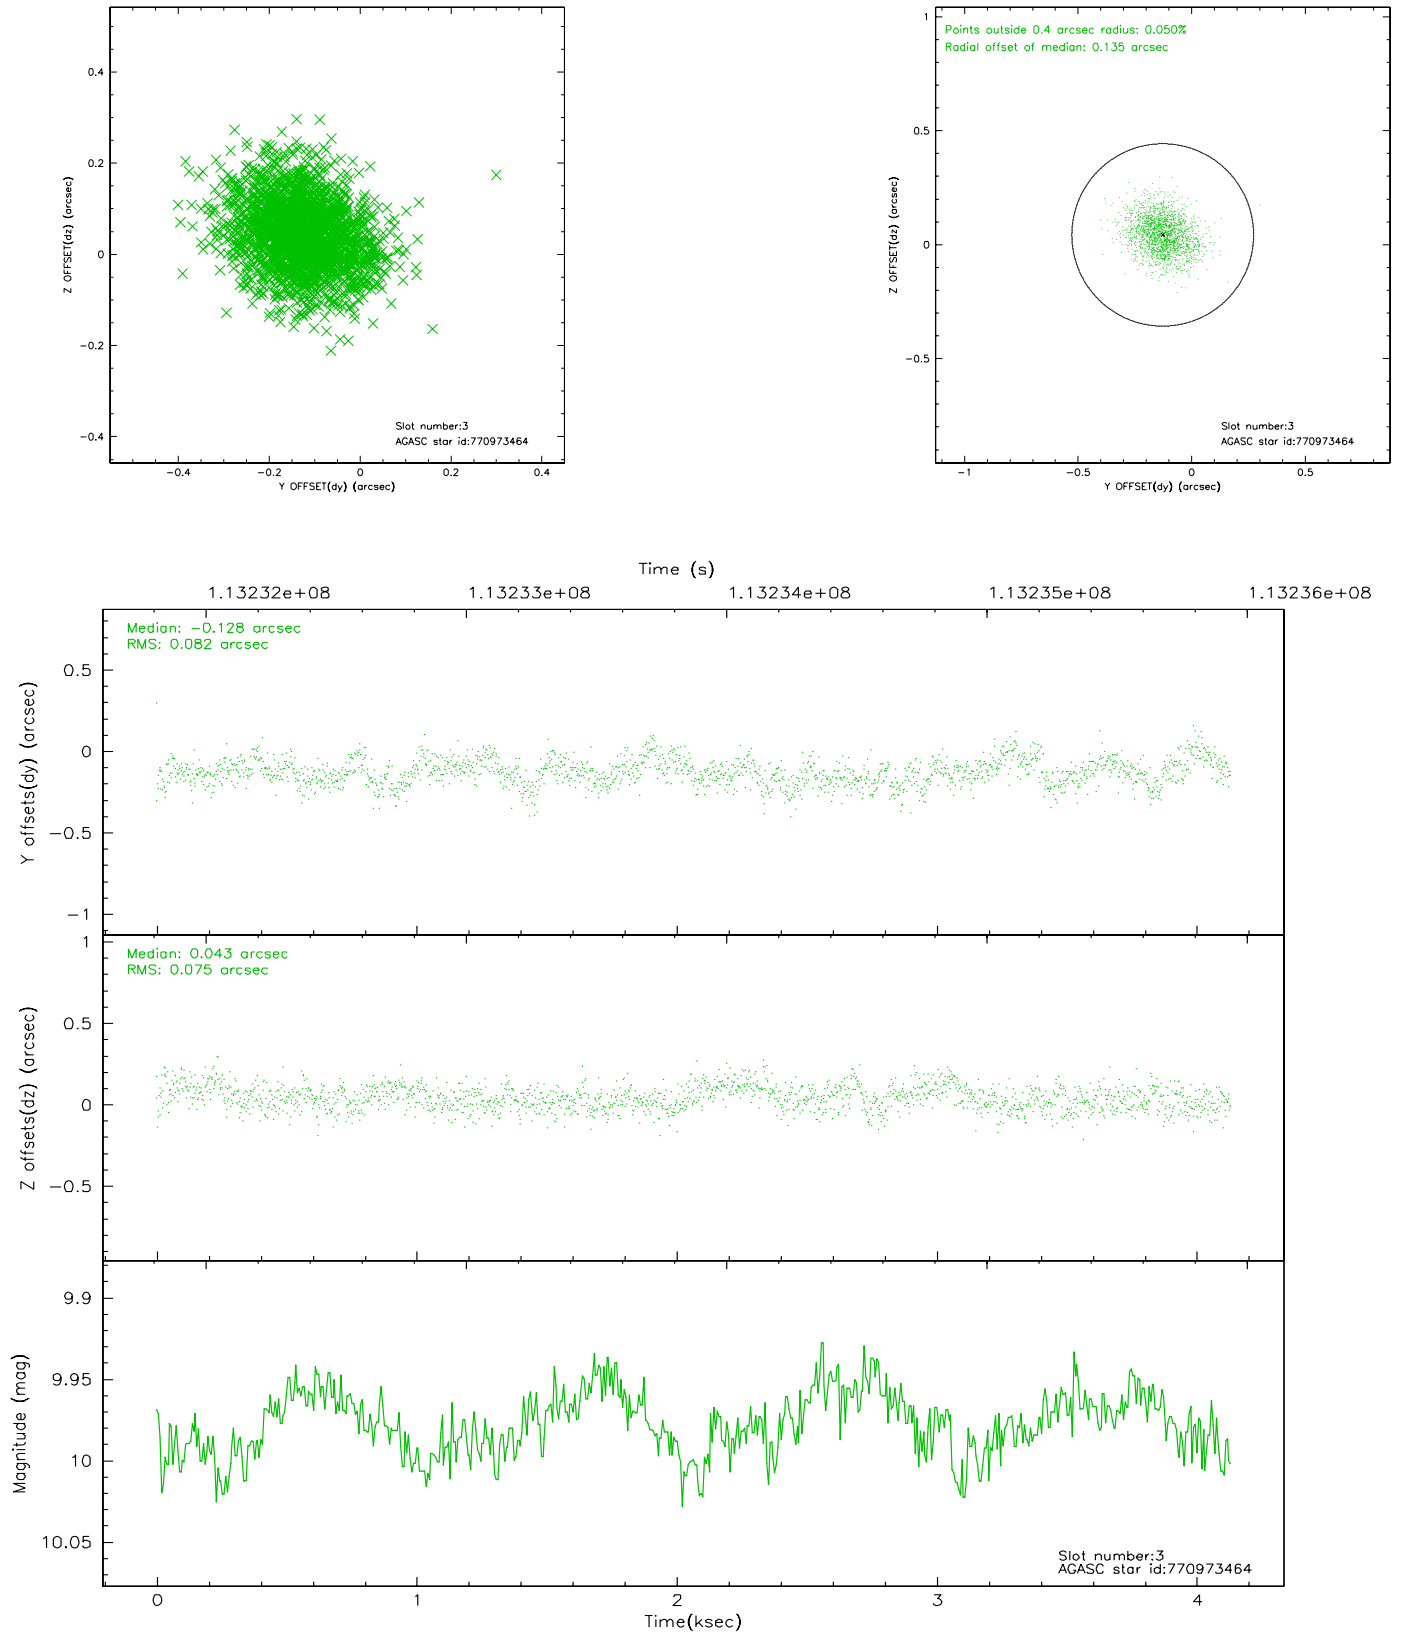 0.4
0.2
0
−0.2
−0.4
Z OFFSET(dz) (arcsec)
−0.4
−0.2
0
0.2
0.4
Y OFFSET(dy) (arcsec)
Slot number:3
AGASC star id:770973464
Points outside 0.4 arcsec radius: 0.050%
Radial offset of median: 0.135 arcsec
1
0.5
0
−0.5
Z OFFSET(dz) (arcsec)
−1
−0.5
0
0.5
Y OFFSET(dy) (arcsec)
Slot number:3
AGASC star id:770973464
Time (s)
1.13232e+08
1.13233e+08
1.13234e+08
1.13235e+08
1.13236e+08
Median: −0.128 arcsec
RMS: 0.082 arcsec
0.5
0
−0.5
−1
Y offsets(dy) (arcsec)
Median: 0.043 arcsec
RMS: 0.075 arcsec
1
0.5
0
−0.5
Z offsets(dz) (arcsec)
9.9
9.95
10
10.05
Magnitude (mag)
Slot number:3
AGASC star id:770973464
0
1
2
3
4
Time(ksec)